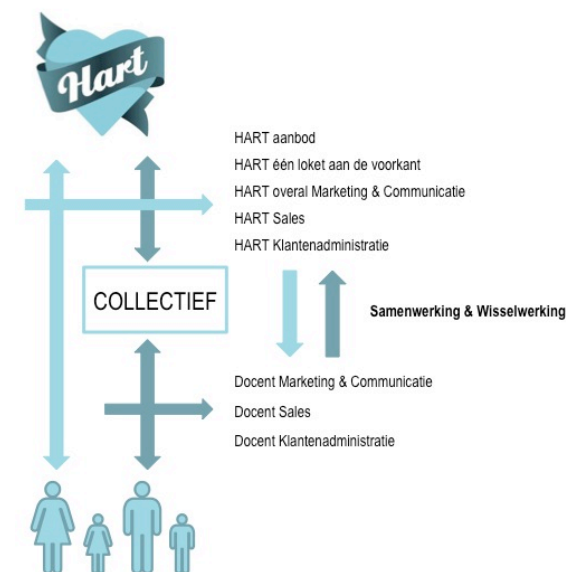 Hart
HART aanbod
HART één loket aan de voorkant
HART overal Marketing & Communicatie
HART Sales
HART Klantenadministratie
COLLECTIEF
Samenwerking & Wisselwerking
Docent Marketing & Communicatie
Docent Sales
Docent Klantenadministratie